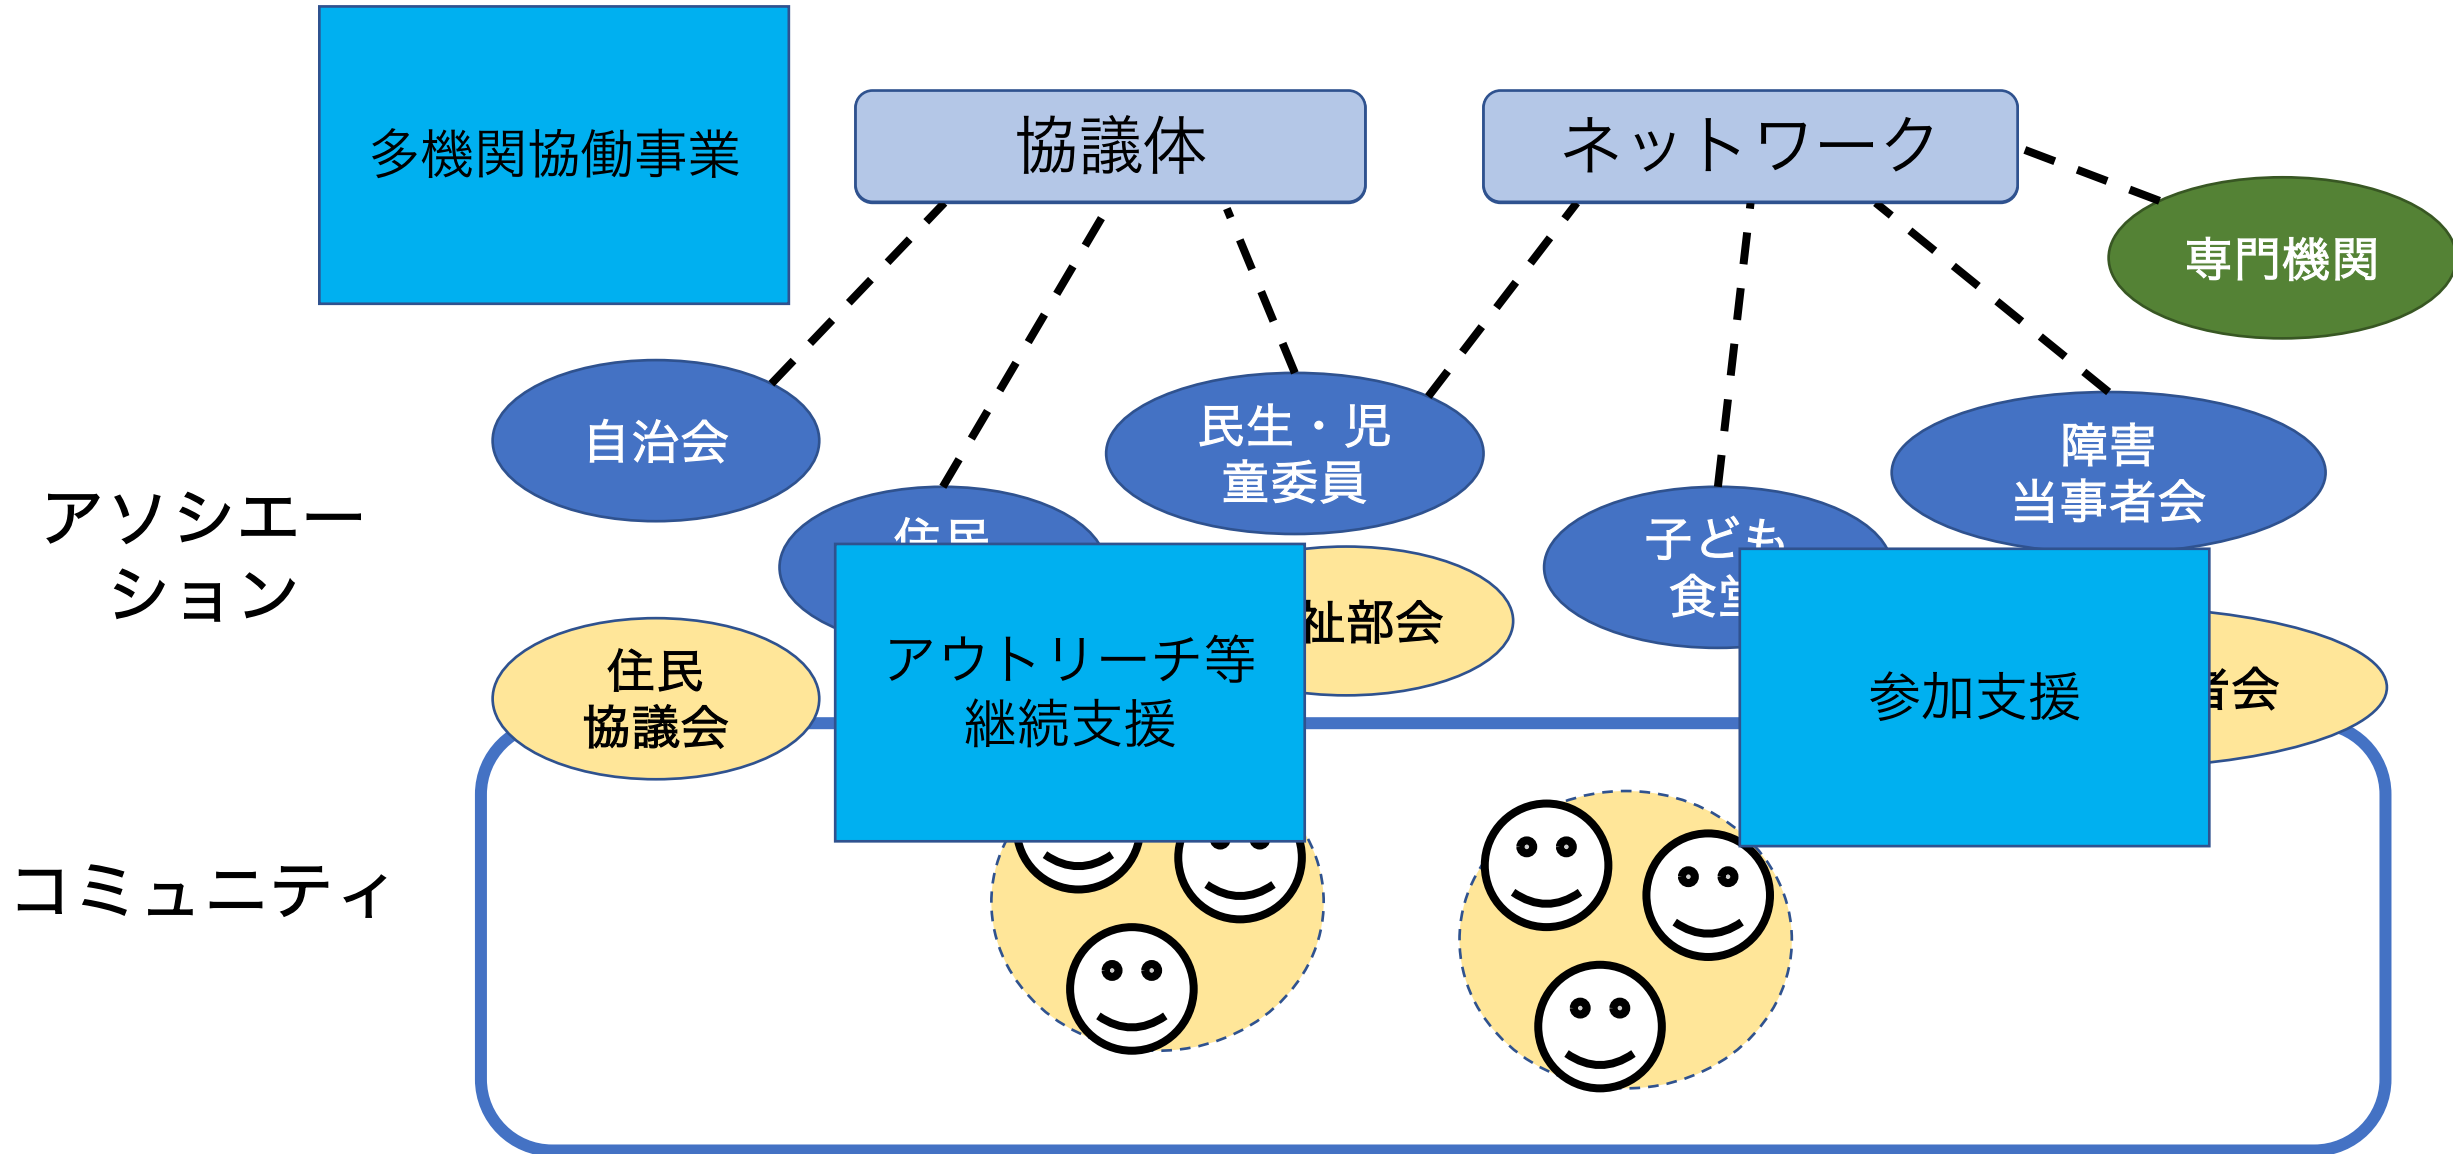 多機関協働事業
協議体
ネットワーク
専門機関
自治会
民生・児
童委員
障害
当事者会
アソシエー
ション
住民
子ども
食堂
祉部会
住民
協議会
アウトリーチ等
継続支援
参加支援
者会
コミュニティ